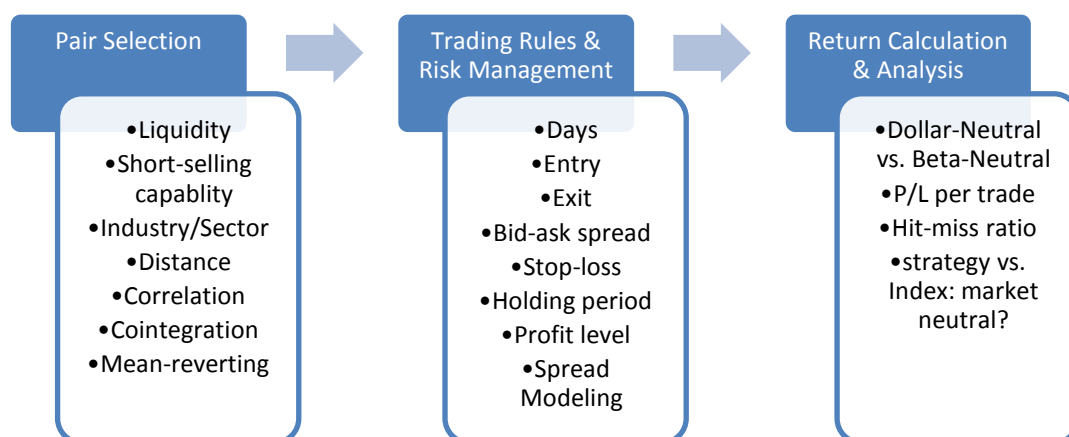 Pair Selection
•Liquidity
•Short-selling
capablity
•Industry/Sector
•Distance
•Correlation
•Cointegration
•Mean-reverting
Trading Rules &
Risk Management
•Days
•Entry
•Exit
•Bid-ask spread
•Stop-loss
•Holding period
•Profit level
•Spread
Modeling
Return Calculation
& Analysis
•Dollar-Neutral
vs. Beta-Neutral
•P/L per trade
•Hit-miss ratio
•strategy vs.
Index: market
neutral?